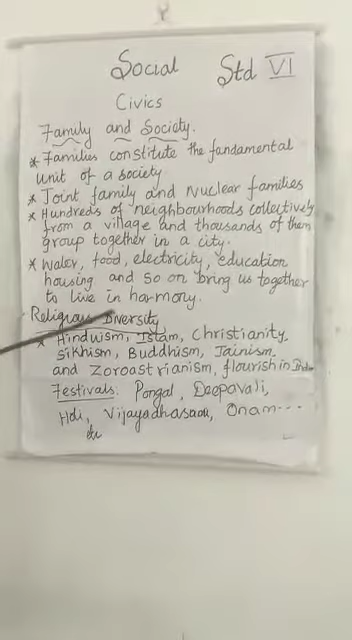 Social Std VI
Civics
Family and Society.
* Families constitute the fandamental
unit of a society
* Joint family and Nuclear families
* Hundreds of neighbourhoods collectively
from a village and thousands of them
group together in a city.
* Water, food, electricity, education
housing and so on bring us together
to live in harmony.
Religious Diversity
* Hinduism, Islam, Christianity
Sikhism, Buddhism, Jainism
and Zoroastrianism, flourish in India
Festivals: Pongal, Deepavali,
Holi, Vijayadhasami, Onam---
etc